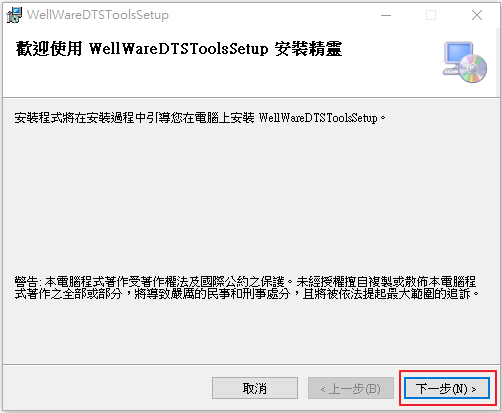 WellWareDTSToolsSetup
歡迎使用 WellWareDTSToolsSetup 安裝精靈
安裝程式將在安裝過程中引導您在電腦上安裝 WellWareDTSToolsSetup。
警告: 本電腦程式著作受著作權法及國際公約之保護。未經授權擅自複製或散佈本電腦程
式著作之全部或部分，將導致嚴厲的民事和刑事處分，且將被依法提起最大範圍的追訴。
取消
< 上一步(B)
下一步(N) >